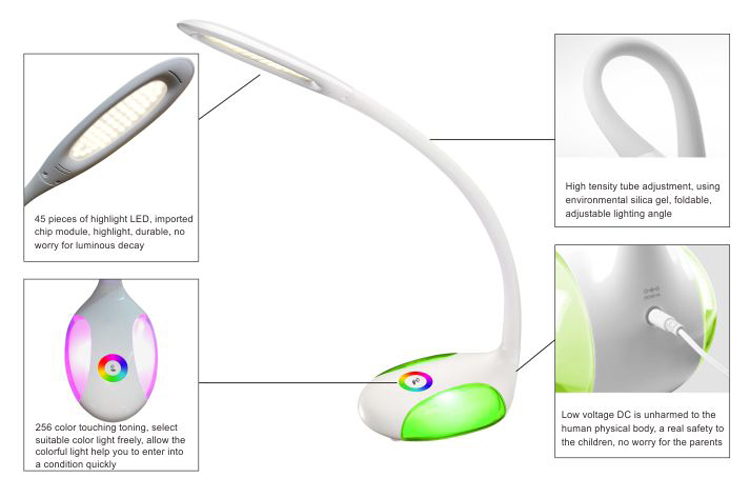 45 pieces of highlight LED, imported
chip module, highlight, durable, no
worry for luminous decay
High tensity tube adjustment, using
environmental silica gel, foldable,
adjustable lighting angle
256 color touching toning, select
suitable color light freely, allow the
colorful light help you to enter into
a condition quickly
Low voltage DC is unharmed to the
human physical body, a real safety to
the children, no worry for the parents